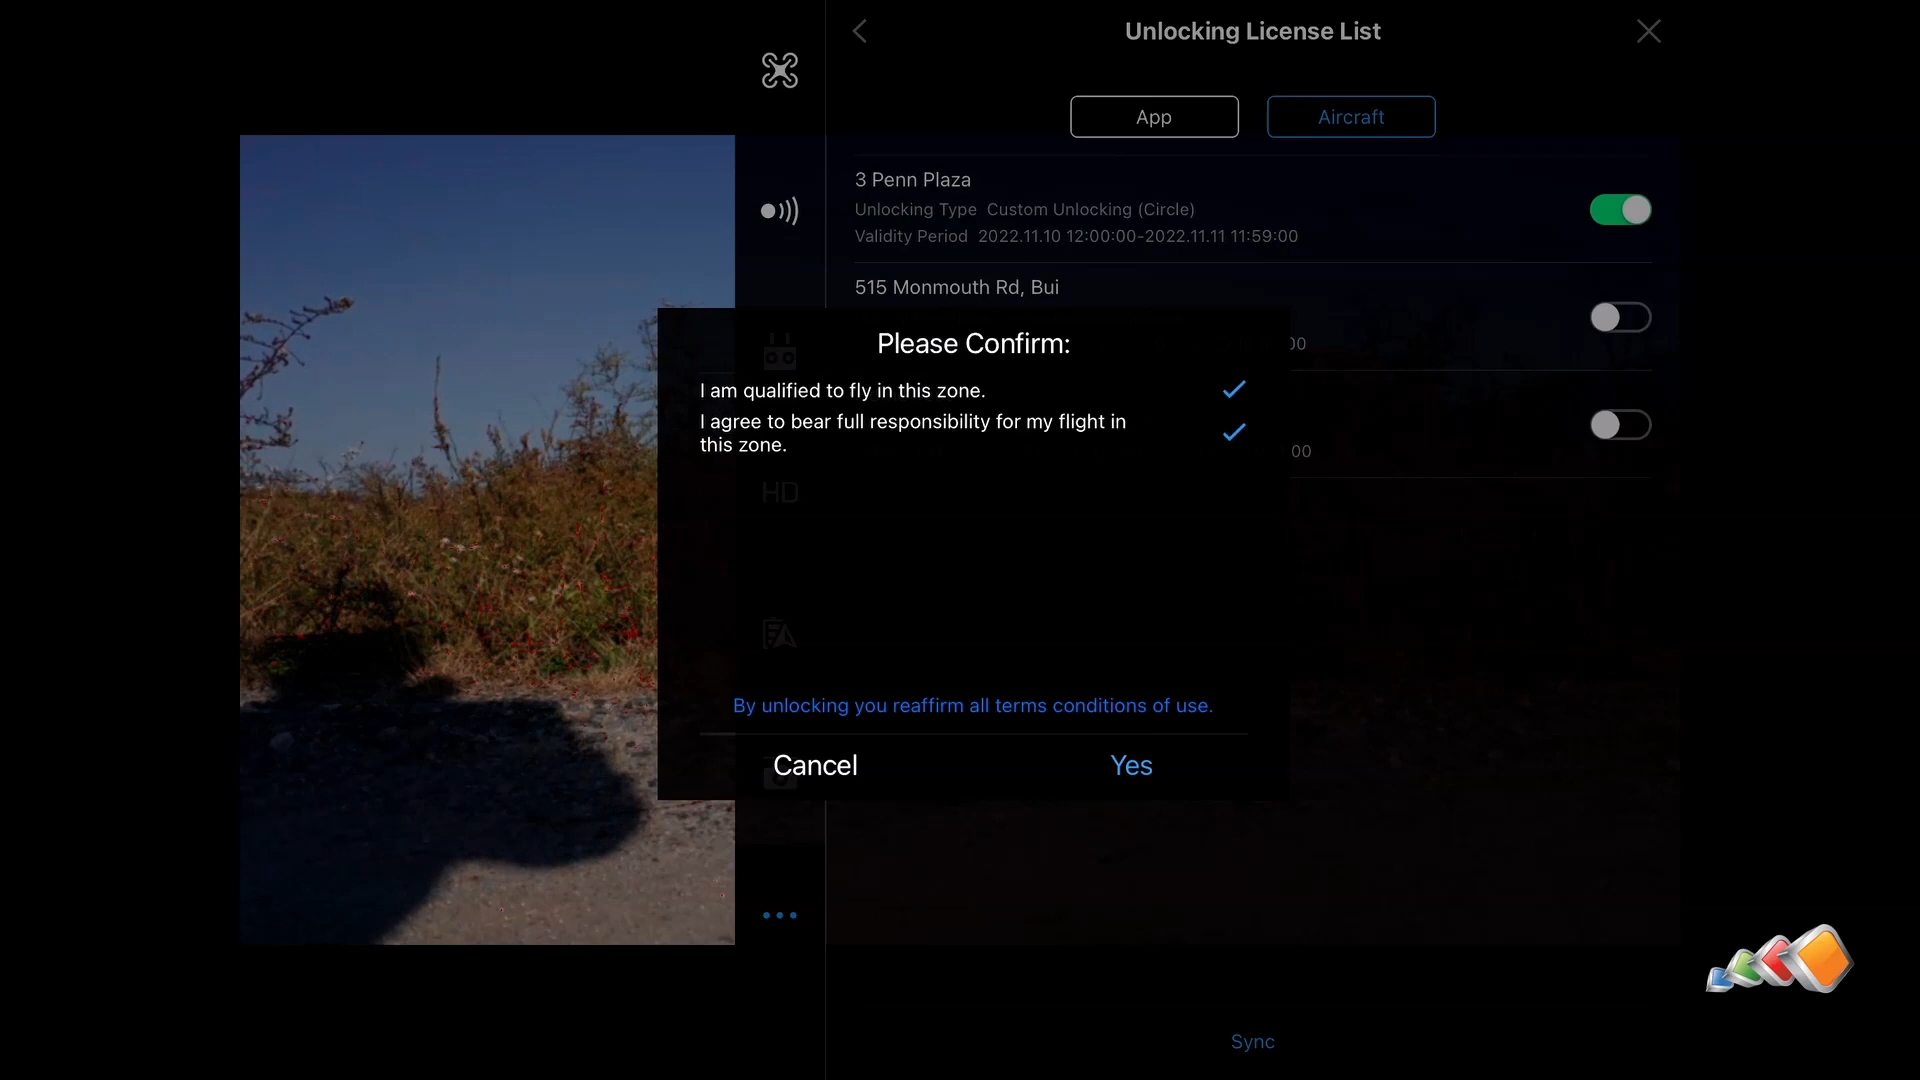 Unlocking License List
App
Aircraft
3 Penn Plaza
Unlocking Type Custom Unlocking (Circle)
Validity Period 2022.11.10 12:00:00-2022.11.11 11:59:00
515 Monmouth Rd, Bui
00
00
Please Confirm:
I am qualified to fly in this zone.
I agree to bear full responsibility for my flight in
this zone.
HD
By unlocking you reaffirm all terms conditions of use.
Cancel
Yes
Sync